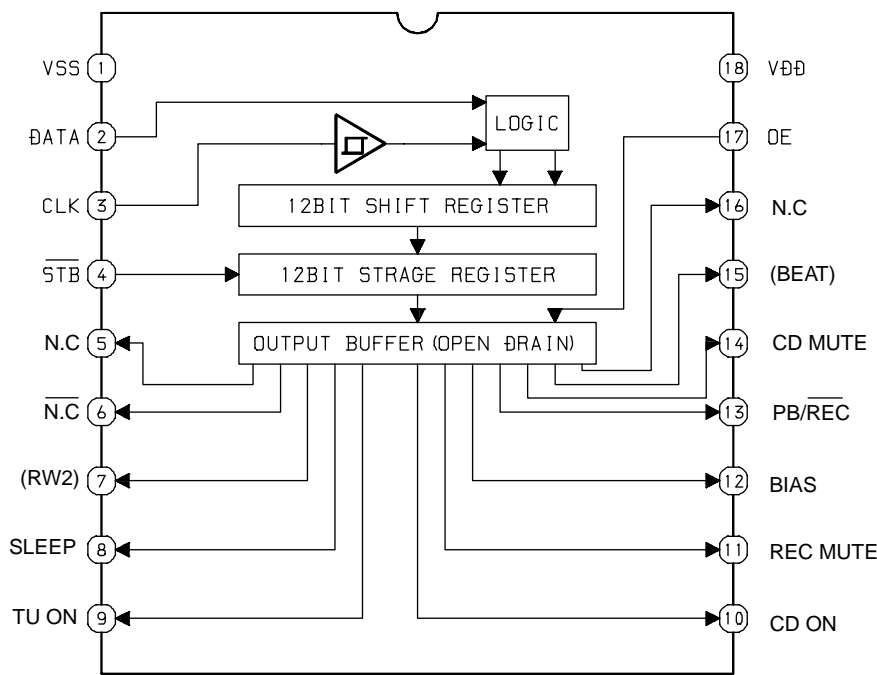 VSS 1
18 VDD
DATA 2
LOGIC
17 OE
CLK 3
12BIT SHIFT REGISTER
16 N.C
STB 4
12BIT STRAGE REGISTER
15 (BEAT)
N.C 5
OUTPUT BUFFER (OPEN DRAIN)
14 CD MUTE
N.C 6
13 PB/REC
(RW2) 7
12 BIAS
SLEEP 8
11 REC MUTE
TU ON 9
10 CD ON